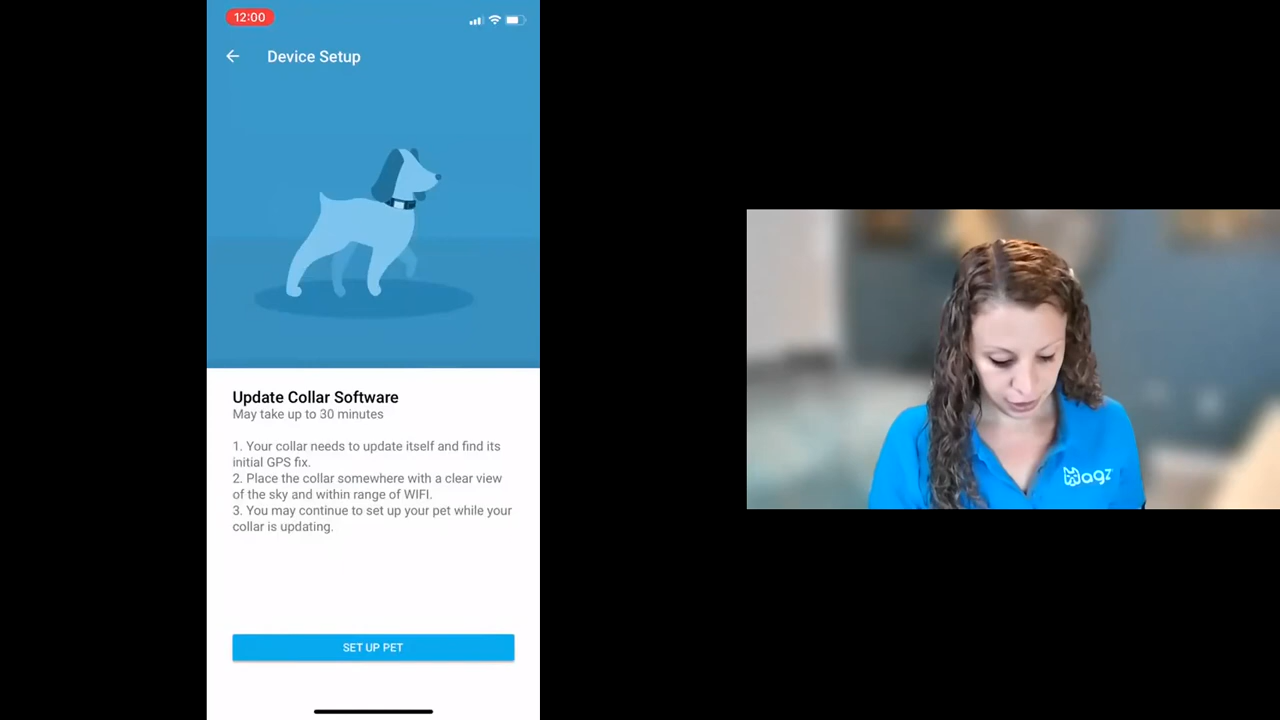 12:00
Device Setup
Update Collar Software
May take up to 30 minutes
1. Your collar needs to update itself and find its
initial GPS fix.
2. Place the collar somewhere with a clear view
of the sky and within range of WIFI.
3. You may continue to set up your pet while your
collar is updating.
SET UP PET
Wagz